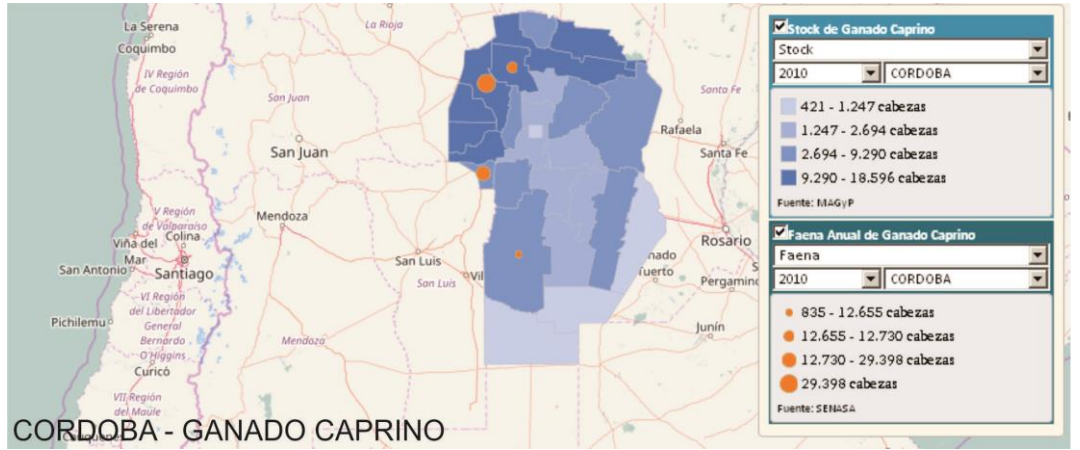 La Serena
Coquimbo
IV Región
de Coquimbo
La Rioja
San Juan
San Juan
Santa Fe
Rafaela
Santa Fe
V Región
de Valparaíso
Viña del
Mar
Colina
San Antonio
Santiago
Mendoza
San Luis
San Luis
Vil
Rosario
nado
Tuerto
Pergamino
VI Región
del Libertador
General
Bernardo
O'Higgins
Pichilemu
Curicó
VII Región
del Maule
Mendoza
Junín
CORDOBA - GANADO CAPRINO
Stock de Ganado Caprino
Stock
2010 CORDOBA
421 - 1.247 cabezas
1.247 - 2.694 cabezas
2.694 - 9.290 cabezas
9.290 - 18.596 cabezas
Fuente: MAGyP
Faena Anual de Ganado Caprino
Faena
2010 CORDOBA
835 - 12.655 cabezas
12.655 - 12.730 cabezas
12.730 - 29.398 cabezas
29.398 cabezas
Fuente: SENASA